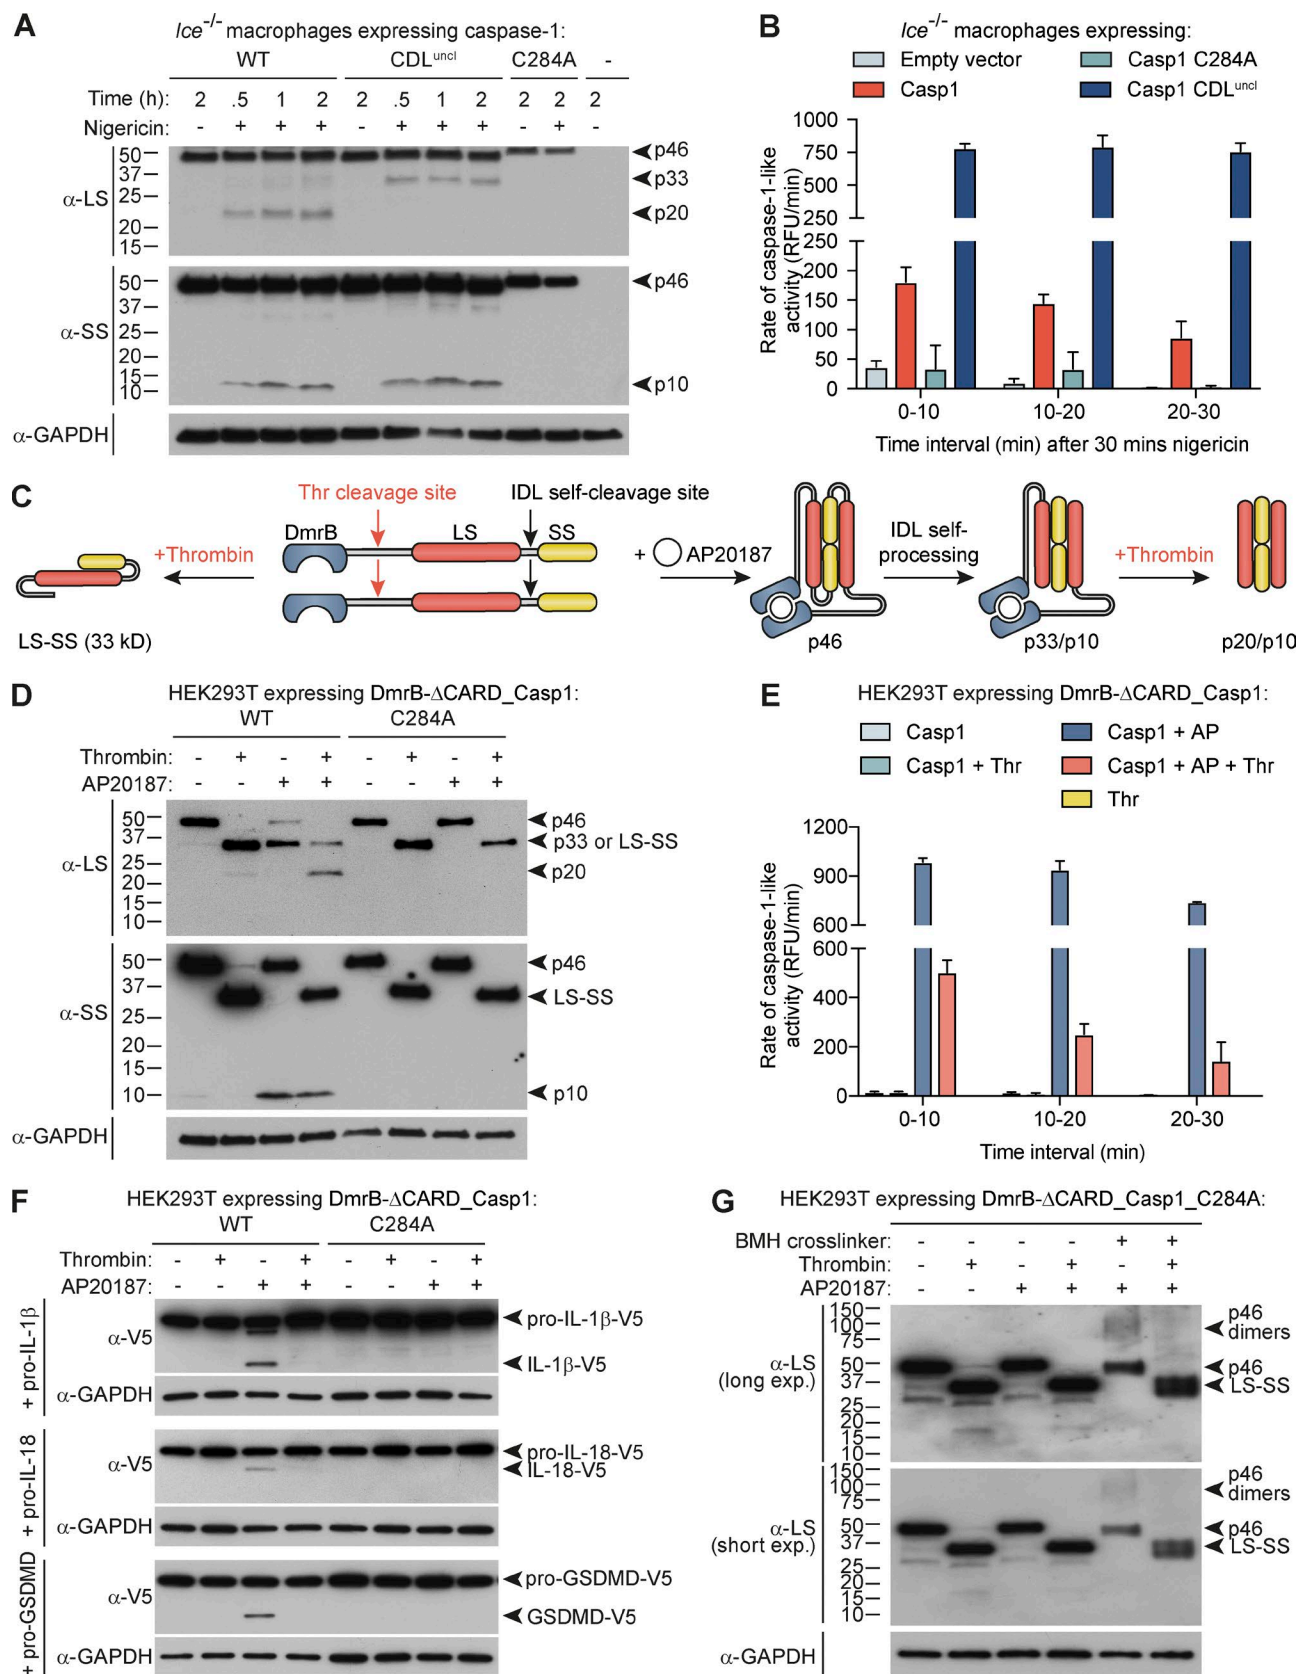 A
Ice-/- macrophages expressing caspase-1:
WT CDLuncl C284A -
Time (h): 2 .5 1 2 2 .5 1 2 2 2 2
Nigericin: - + + + - + + + - + -
α-LS
50
37
25
20
15
p46
p33
p20
α-SS
50
37
25
20
15
10
p46
p10
α-GAPDH
B
Ice-/- macrophages expressing:
Empty vector
Casp1
Casp1 C284A
Casp1 CDLuncl
Rate of caspase-1-like
activity (RFU/min)
1000
750
500
250
250
200
150
100
50
0
0-10 10-20 20-30
Time interval (min) after 30 mins nigericin
C
Thr cleavage site
IDL self-cleavage site
DmrB LS SS
+Thrombin
LS-SS (33 kD)
+ AP20187
p46
IDL self-
processing
p33/p10
+Thrombin
p20/p10
D
HEK293T expressing DmrB-ΔCARD_Casp1:
WT C284A
Thrombin: - + - + - + - +
AP20187: - - + + - - + +
α-LS
50
37
25
20
15
10
p46
p33 or LS-SS
p20
α-SS
50
37
25
20
15
10
p46
LS-SS
p10
α-GAPDH
E
HEK293T expressing DmrB-ΔCARD_Casp1:
Casp1
Casp1 + Thr
Casp1 + AP
Casp1 + AP + Thr
Thr
Rate of caspase-1-like
activity (RFU/min)
1200
900
600
600
400
200
0
0-10 10-20 20-30
Time interval (min)
F
HEK293T expressing DmrB-ΔCARD_Casp1:
WT C284A
Thrombin: - + - + - + - +
AP20187: - - + + - - + +
+ pro-IL-1β
α-V5
pro-IL-1β-V5
IL-1β-V5
α-GAPDH
+ pro-IL-18
α-V5
pro-IL-18-V5
IL-18-V5
α-GAPDH
+ pro-GSDMD
α-V5
pro-GSDMD-V5
GSDMD-V5
α-GAPDH
G
HEK293T expressing DmrB-ΔCARD_Casp1_C284A:
BMH crosslinker: - - - - + +
Thrombin: - + - + - +
AP20187: - - + + + +
α-LS
(long exp.)
150
100
75
50
37
25
20
15
10
p46
dimers
p46
LS-SS
α-LS
(short exp.)
150
100
75
50
37
25
20
15
10
p46
dimers
p46
LS-SS
α-GAPDH